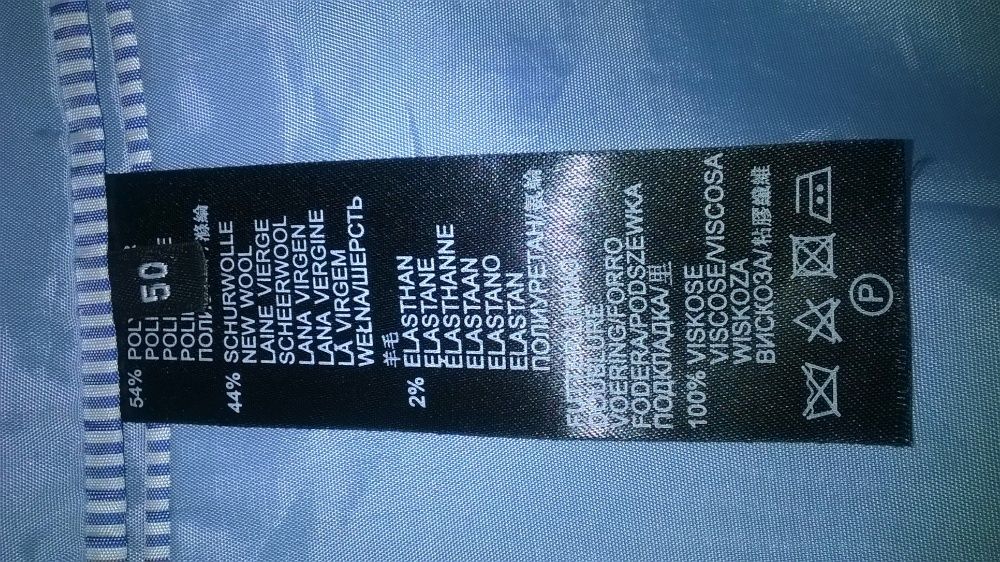 50
54%
44% SCHURWOLLE
NEW WOOL
LAINE VIERGE
SCHEERWOOL
LANA VIRGEN
LANA VERGINE
LÃ VIRGEM
WEŁNA/ШЕРСТЬ
羊毛
2% ELASTHAN
ELASTANE
ÉLASTHANNE
ELASTAAN
ELASTANO
ELASTAN
ПОЛИУРЕТАН/氨綸
DOUBLURE
VOERING/FORRO
FODERA/PODSZEWKA
ПОДКЛАДКА/里
100% VISKOSE
VISCOSE/VISCOSA
WISKOZA
ВИСКОЗА/粘膠纖維
P